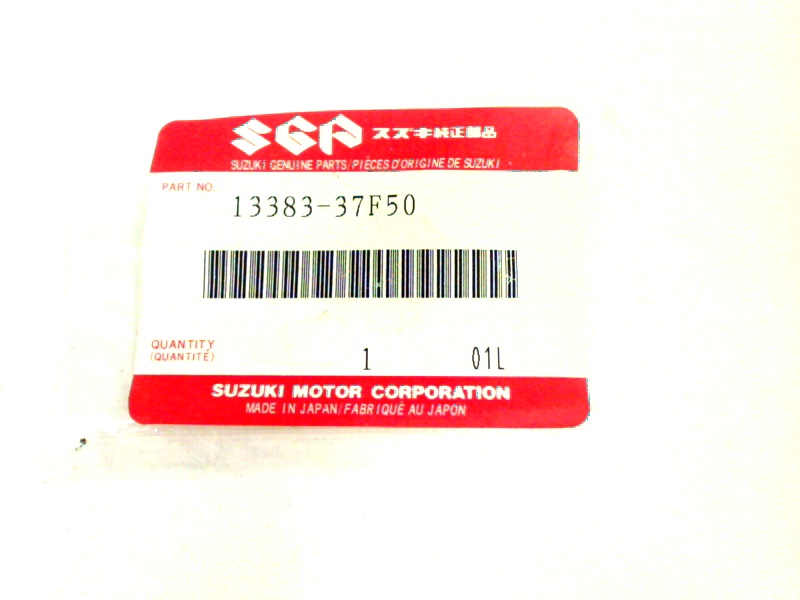 SGP スズキ純正部品
SUZUKI GENUINE PARTS/PIÈCES D'ORIGINE DE SUZUKI
PART NO.
13383-37F50
QUANTITY
(QUANTITÉ)
1 01L
SUZUKI MOTOR CORPORATION
MADE IN JAPAN/FABRIQUÉ AU JAPON